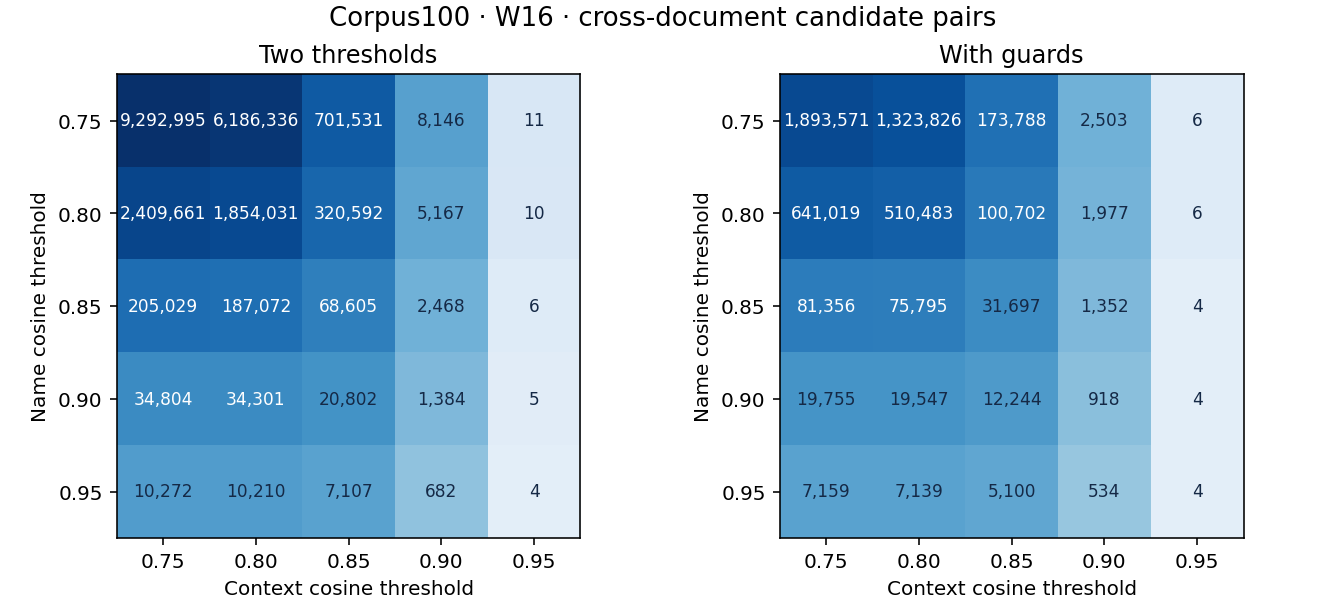 Corpus100 · W16 · cross-document candidate pairs
Two thresholds
Name cosine threshold
0.75 9,292,995 6,186,336 701,531 8,146 11
0.80 2,409,661 1,854,031 320,592 5,167 10
0.85 205,029 187,072 68,605 2,468 6
0.90 34,804 34,301 20,802 1,384 5
0.95 10,272 10,210 7,107 682 4
0.75 0.80 0.85 0.90 0.95
Context cosine threshold
With guards
Name cosine threshold
0.75 1,893,571 1,323,826 173,788 2,503 6
0.80 641,019 510,483 100,702 1,977 6
0.85 81,356 75,795 31,697 1,352 4
0.90 19,755 19,547 12,244 918 4
0.95 7,159 7,139 5,100 534 4
0.75 0.80 0.85 0.90 0.95
Context cosine threshold